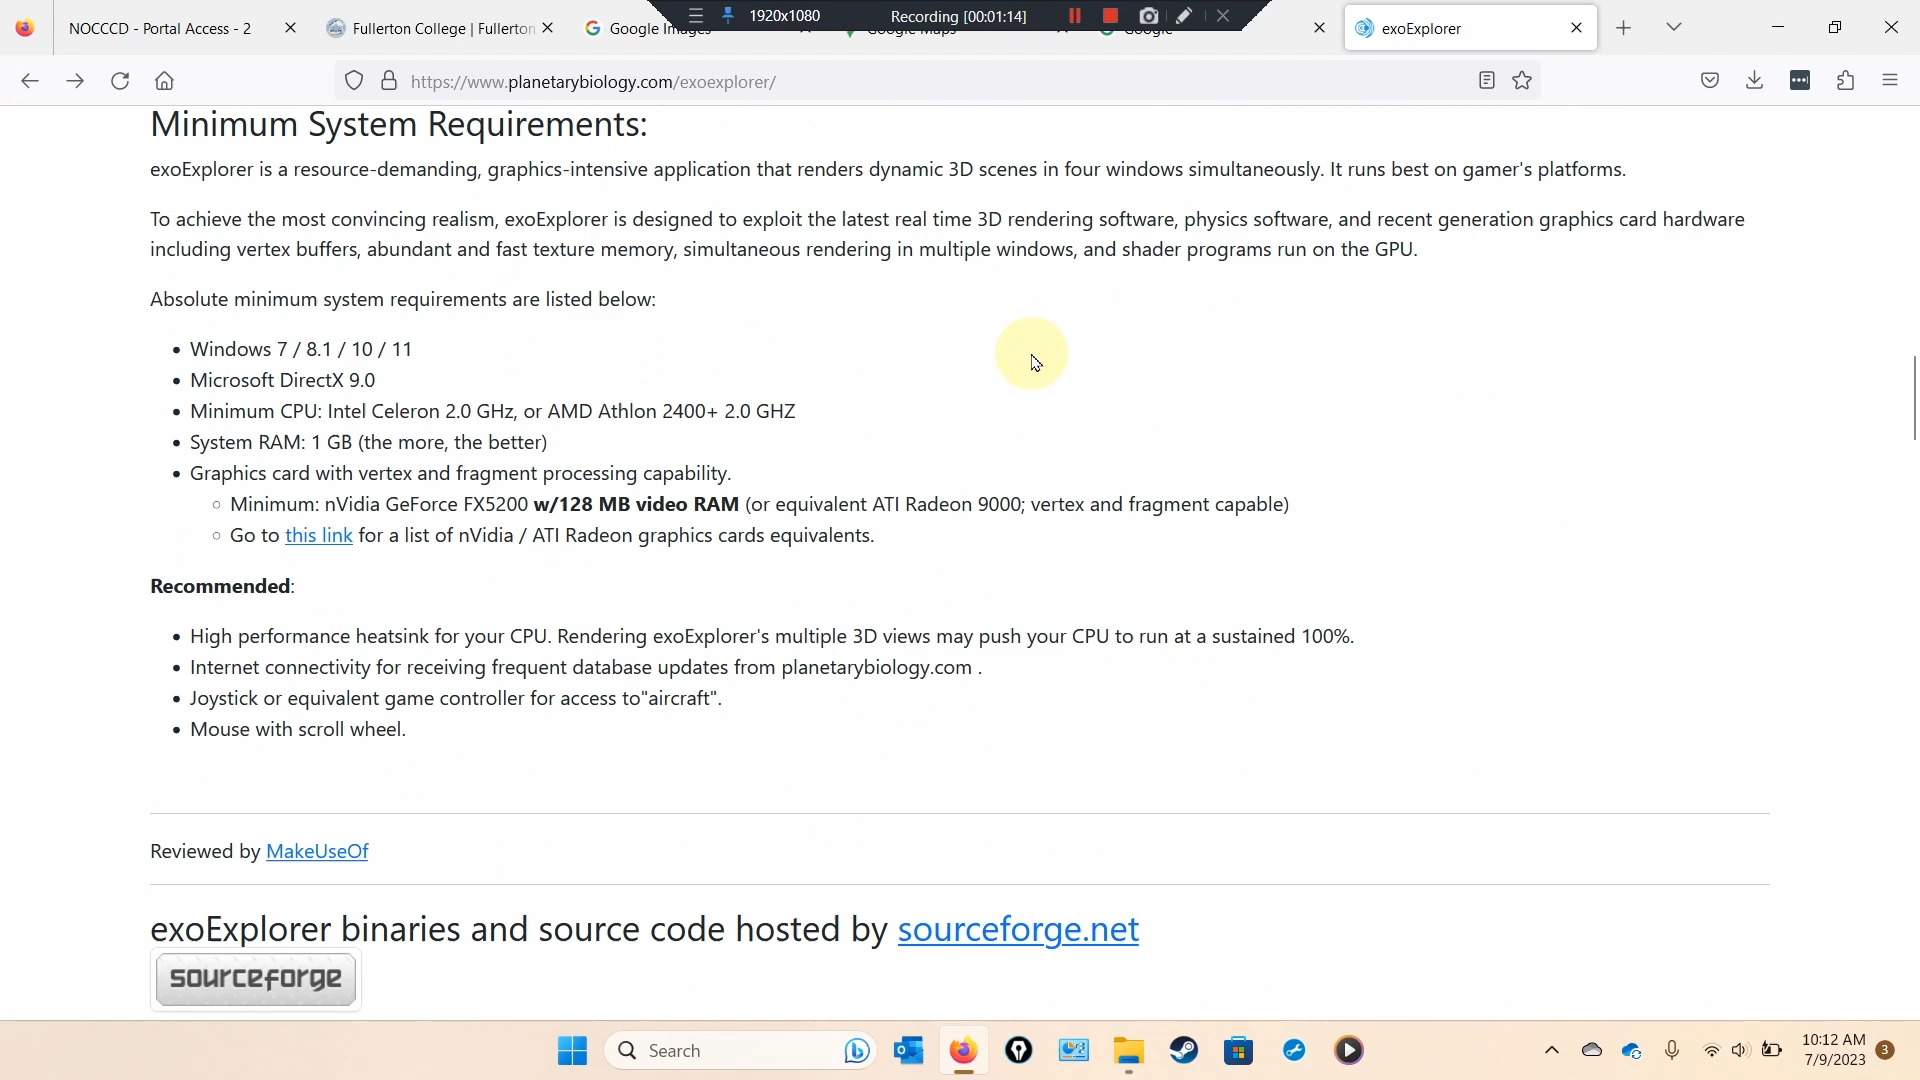 1920x1080
Recording [00:01:14]
NOCCCD - Portal Access - 2
Fullerton College | Fullerton
Google Images
Google Maps
Google
exoExplorer
https://www.planetarybiology.com/exoexplorer/
Minimum System Requirements:
exoExplorer is a resource-demanding, graphics-intensive application that renders dynamic 3D scenes in four windows simultaneously. It runs best on gamer's platforms.
To achieve the most convincing realism, exoExplorer is designed to exploit the latest real time 3D rendering software, physics software, and recent generation graphics card hardware
including vertex buffers, abundant and fast texture memory, simultaneous rendering in multiple windows, and shader programs run on the GPU.
Absolute minimum system requirements are listed below:
• Windows 7 / 8.1 / 10 / 11
• Microsoft DirectX 9.0
• Minimum CPU: Intel Celeron 2.0 GHz, or AMD Athlon 2400+ 2.0 GHZ
• System RAM: 1 GB (the more, the better)
• Graphics card with vertex and fragment processing capability.
◦ Minimum: nVidia GeForce FX5200 w/128 MB video RAM (or equivalent ATI Radeon 9000; vertex and fragment capable)
◦ Go to this link for a list of nVidia / ATI Radeon graphics cards equivalents.
Recommended:
• High performance heatsink for your CPU. Rendering exoExplorer's multiple 3D views may push your CPU to run at a sustained 100%.
• Internet connectivity for receiving frequent database updates from planetarybiology.com .
• Joystick or equivalent game controller for access to"aircraft".
• Mouse with scroll wheel.
Reviewed by MakeUseOf
exoExplorer binaries and source code hosted by sourceforge.net
sourceforge
Search
10:12 AM
7/9/2023
3